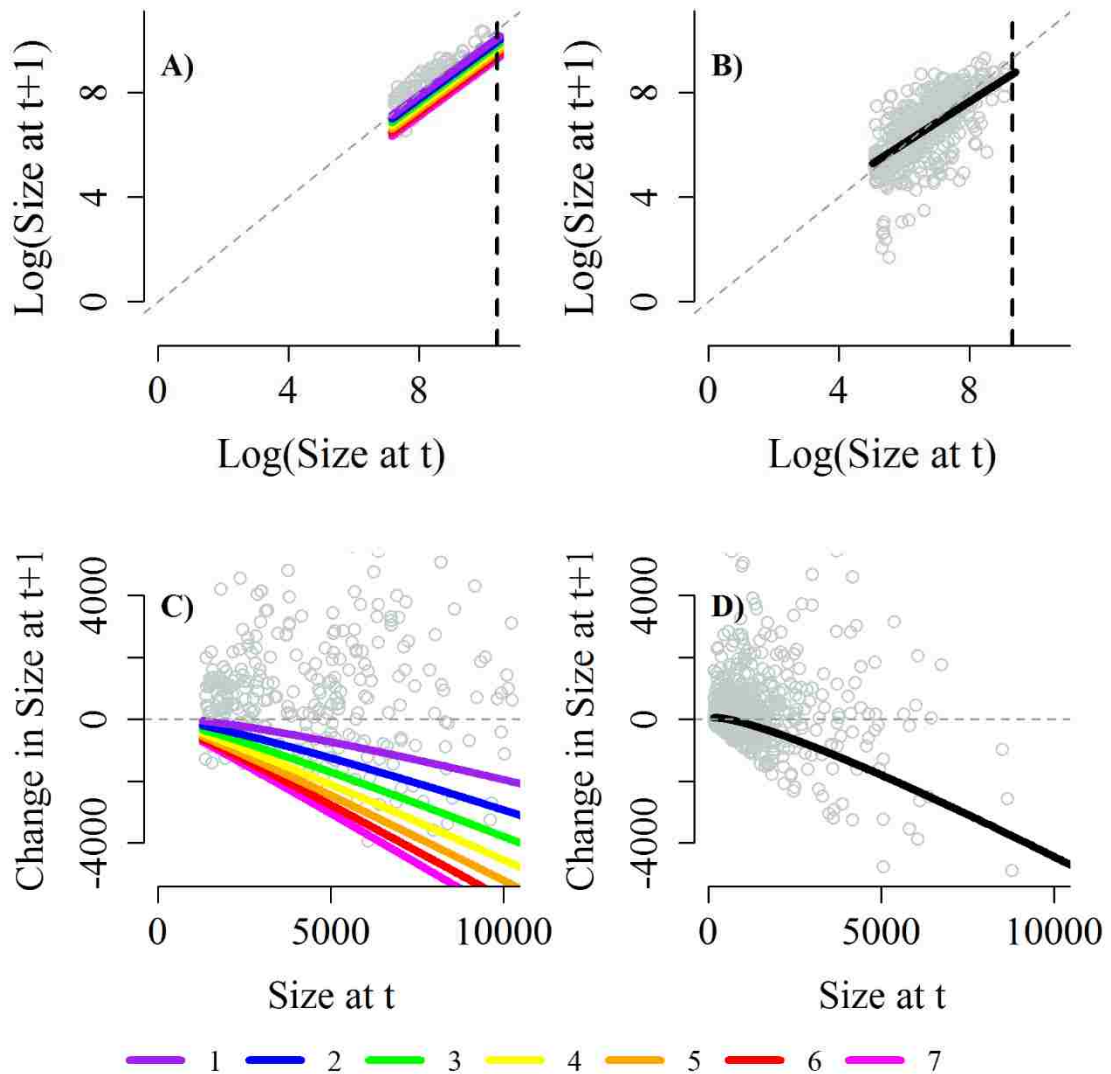 A)
Log(Size at t+1)
8
4
0
0 4 8
Log(Size at t)
B)
Log(Size at t+1)
8
4
0
0 4 8
Log(Size at t)
C)
Change in Size at t+1
4000
0
-4000
0 5000 10000
Size at t
D)
Change in Size at t+1
4000
0
-4000
0 5000 10000
Size at t
1 2 3 4 5 6 7